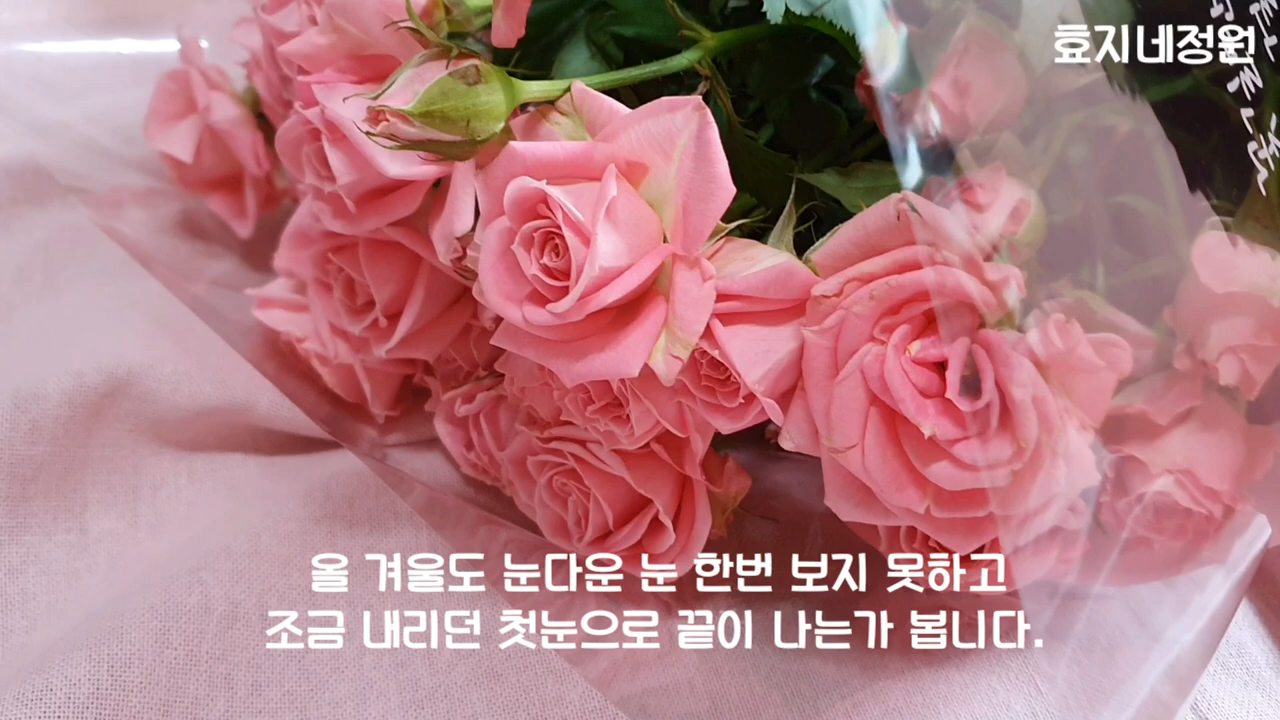 효지네정원
올 겨울도 눈다운 눈 한번 보지 못하고
조금 내리던 첫눈으로 끝이 나는가 봅니다.